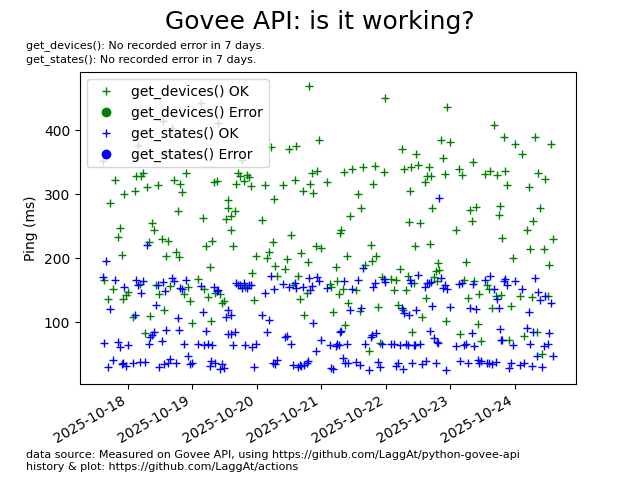 Govee API: is it working?
get_devices(): No recorded error in 7 days.
get_states(): No recorded error in 7 days.
get_devices() OK
get_devices() Error
get_states() OK
get_states() Error
Ping (ms)
400
300
200
100
2025-10-18
2025-10-19
2025-10-20
2025-10-21
2025-10-22
2025-10-23
2025-10-24
data source: Measured on Govee API, using https://github.com/LaggAt/python-govee-api
history & plot: https://github.com/LaggAt/actions